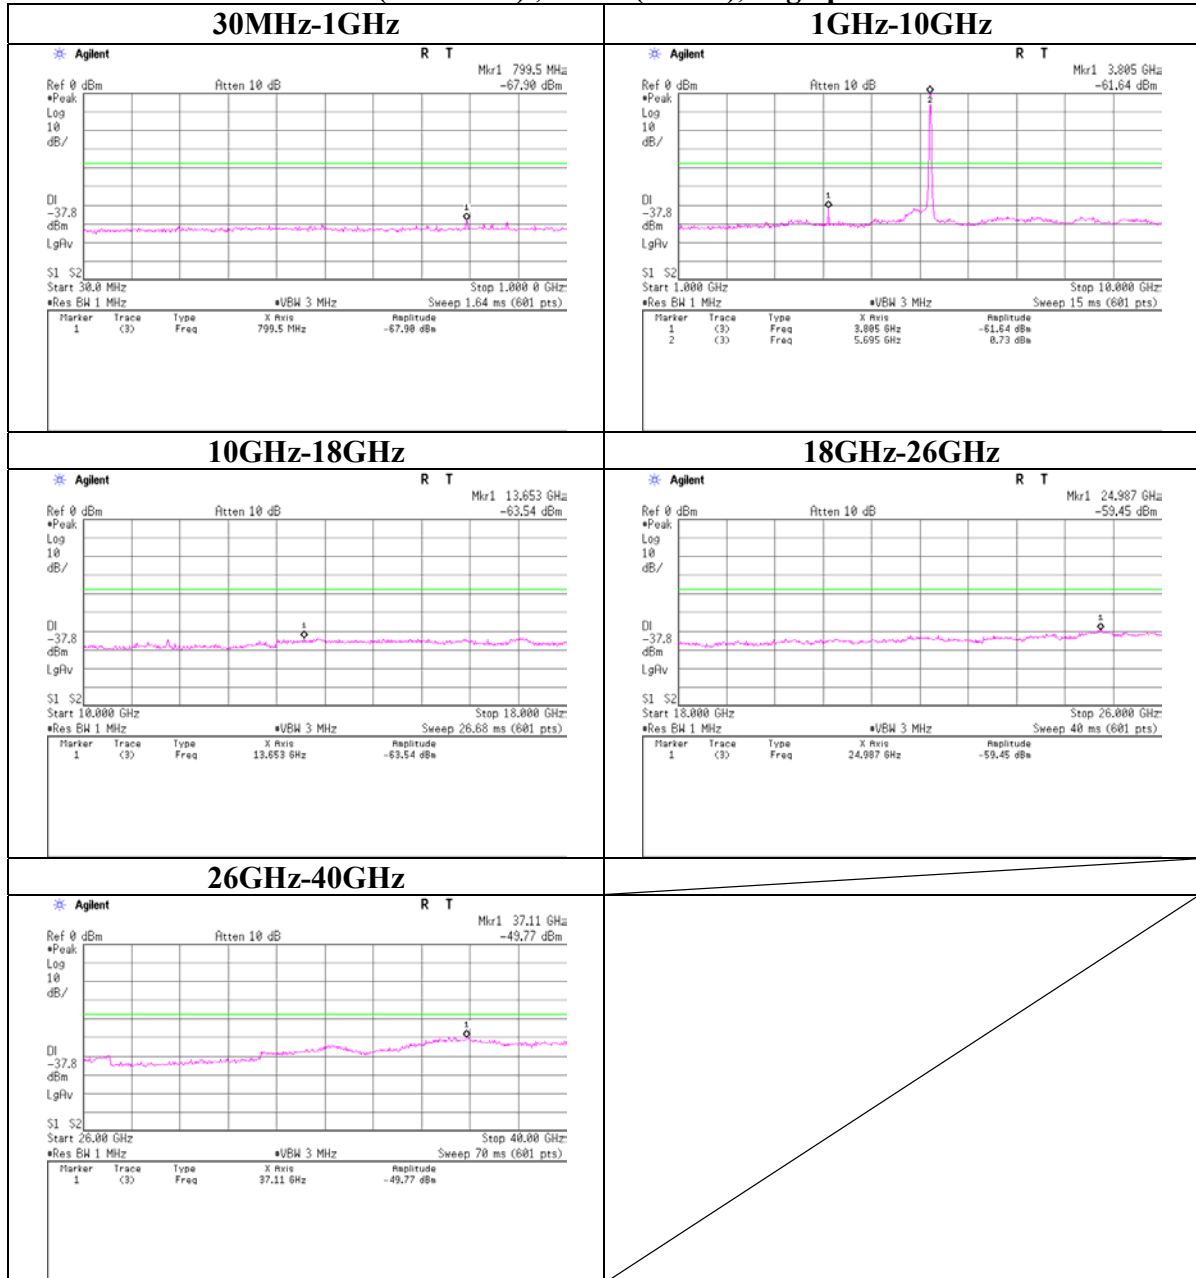 30MHz-1GHz
Agilent R T
Mkr1 799.5 MHz
Ref 0 dBm Atten 10 dB -67.90 dBm
*Peak
Log
10
dB/
DI
-37.8
dBm
LgAv
1
S1 S2
Start 30.0 MHz Stop 1.000 0 GHz
*Res BW 1 MHz *VBW 3 MHz Sweep 1.64 ms (601 pts)
Marker Trace Type X Axis Amplitude
1 (3) Freq 799.5 MHz -67.90 dBm
1GHz-10GHz
Agilent R T
Mkr1 3.805 GHz
Ref 0 dBm Atten 10 dB -61.64 dBm
*Peak
Log
10
dB/
2
1
DI
-37.8
dBm
LgAv
S1 S2
Start 1.000 GHz Stop 10.000 GHz
*Res BW 1 MHz *VBW 3 MHz Sweep 15 ms (601 pts)
Marker Trace Type X Axis Amplitude
1 (3) Freq 3.805 GHz -61.64 dBm
2 (3) Freq 5.695 GHz 0.73 dBm
10GHz-18GHz
Agilent R T
Mkr1 13.653 GHz
Ref 0 dBm Atten 10 dB -63.54 dBm
*Peak
Log
10
dB/
DI
-37.8
dBm
LgAv
1
S1 S2
Start 10.000 GHz Stop 18.000 GHz
*Res BW 1 MHz *VBW 3 MHz Sweep 26.68 ms (601 pts)
Marker Trace Type X Axis Amplitude
1 (3) Freq 13.653 GHz -63.54 dBm
18GHz-26GHz
Agilent R T
Mkr1 24.987 GHz
Ref 0 dBm Atten 10 dB -59.45 dBm
*Peak
Log
10
dB/
1
DI
-37.8
dBm
LgAv
S1 S2
Start 18.000 GHz Stop 26.000 GHz
*Res BW 1 MHz *VBW 3 MHz Sweep 40 ms (601 pts)
Marker Trace Type X Axis Amplitude
1 (3) Freq 24.987 GHz -59.45 dBm
26GHz-40GHz
Agilent R T
Mkr1 37.11 GHz
Ref 0 dBm Atten 10 dB -49.77 dBm
*Peak
Log
10
dB/
1
DI
-37.8
dBm
LgAv
S1 S2
Start 26.00 GHz Stop 40.00 GHz
*Res BW 1 MHz *VBW 3 MHz Sweep 70 ms (601 pts)
Marker Trace Type X Axis Amplitude
1 (3) Freq 37.11 GHz -49.77 dBm